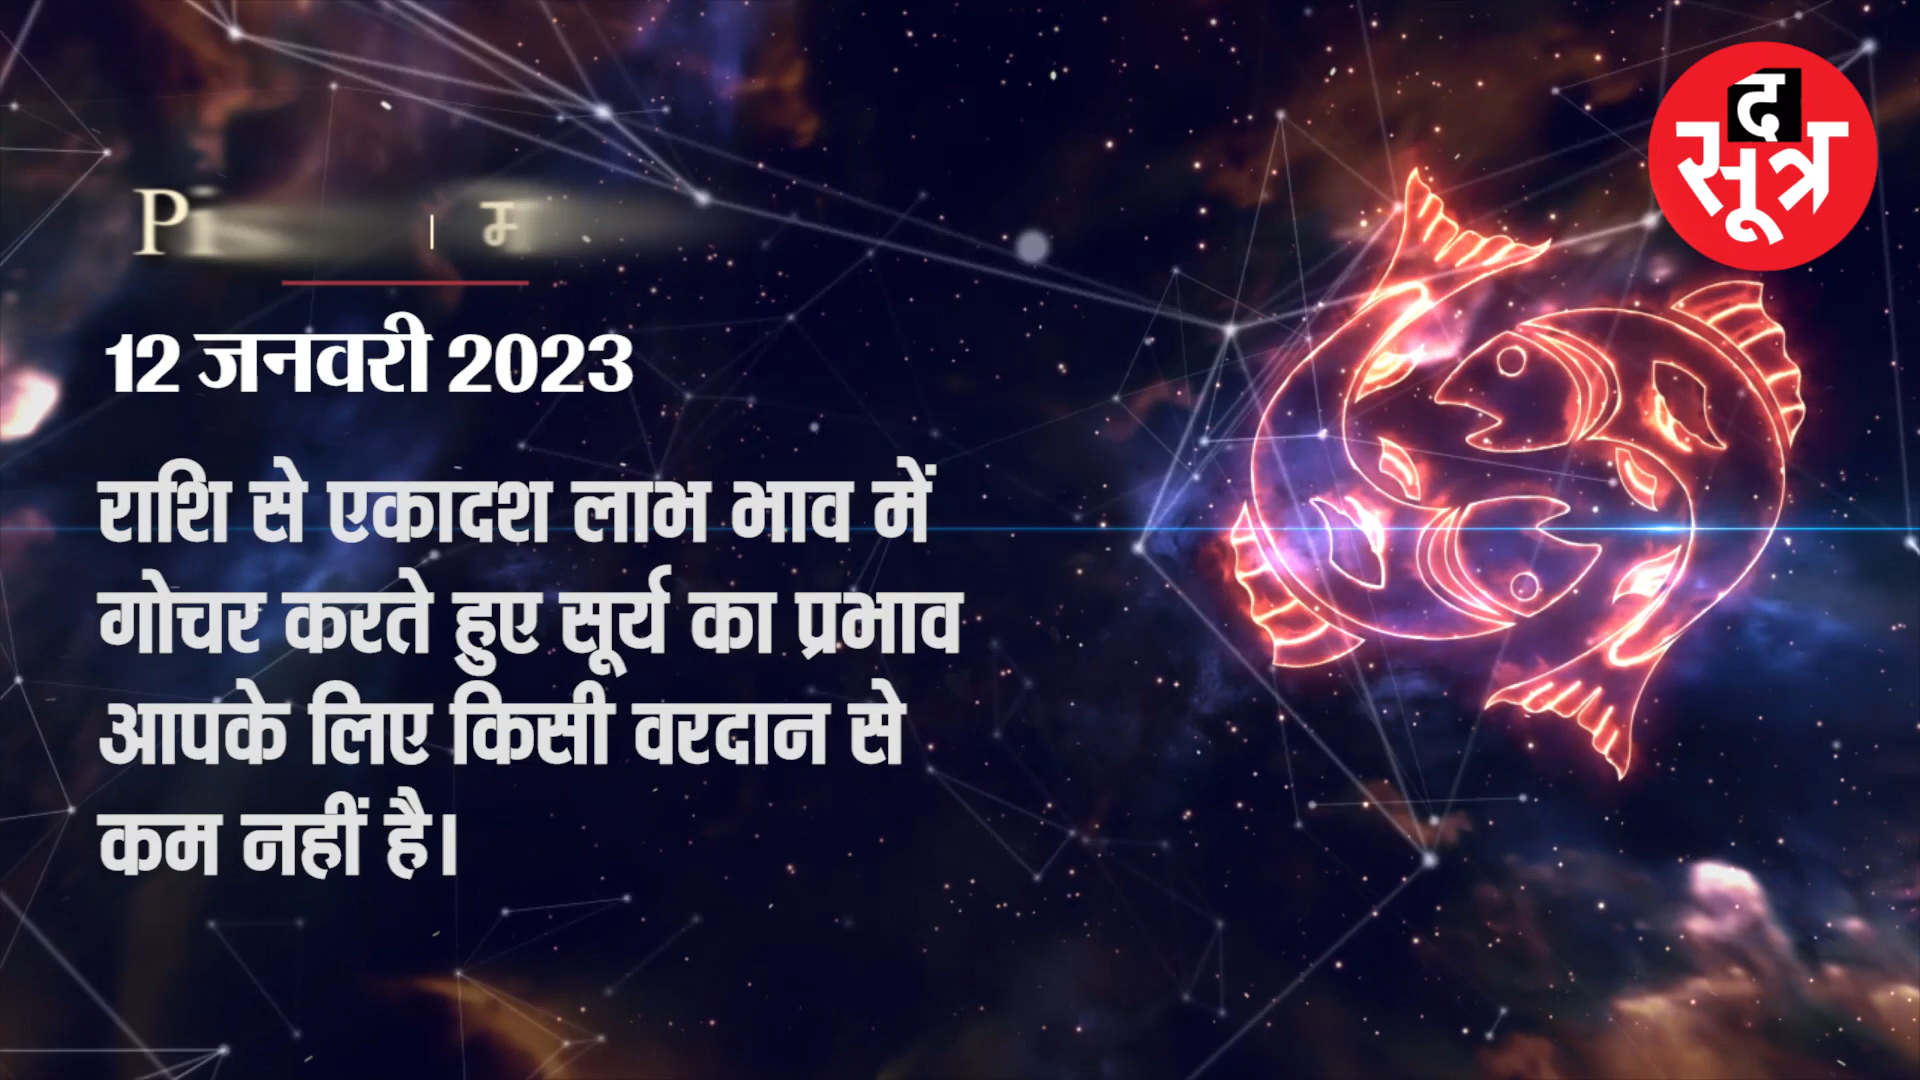 द
सूत्र
12 जनवरी 2023
राशि से एकादश लाभ भाव में
गोचर करते हुए सूर्य का प्रभाव
आपके लिए किसी वरदान से
कम नहीं है।